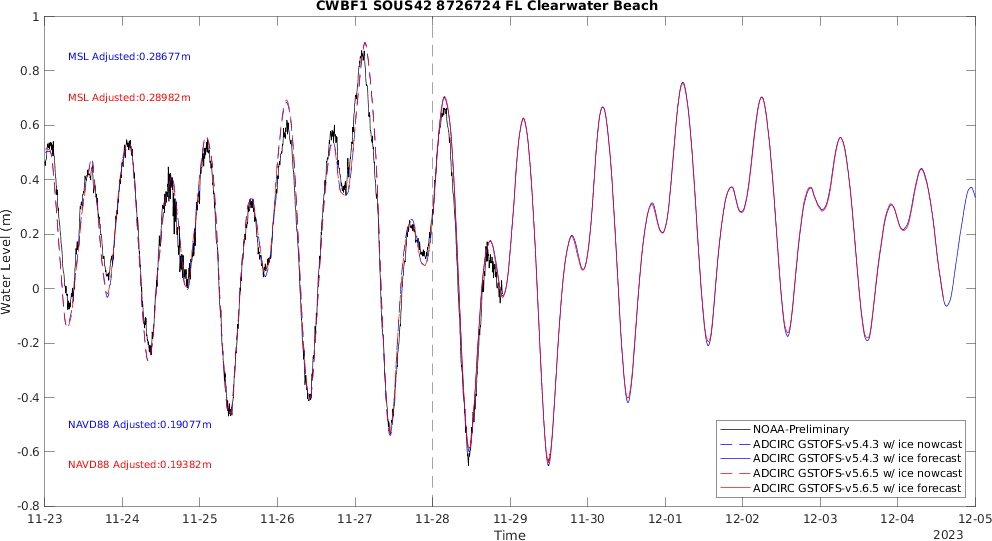 CWBF1 SOUS42 8726724 FL Clearwater Beach
1
0.8
0.6
0.4
0.2
0
-0.2
-0.4
-0.6
-0.8
Water Level (m)
MSL Adjusted:0.28677m
MSL Adjusted:0.28982m
NAVD88 Adjusted:0.19077m
NAVD88 Adjusted:0.19382m
NOAA-Preliminary
ADCIRC GSTOFS-v5.4.3 w/ ice nowcast
ADCIRC GSTOFS-v5.4.3 w/ ice forecast
ADCIRC GSTOFS-v5.6.5 w/ ice nowcast
ADCIRC GSTOFS-v5.6.5 w/ ice forecast
11-23 11-24 11-25 11-26 11-27 11-28 11-29 11-30 12-01 12-02 12-03 12-04 12-05
Time
2023